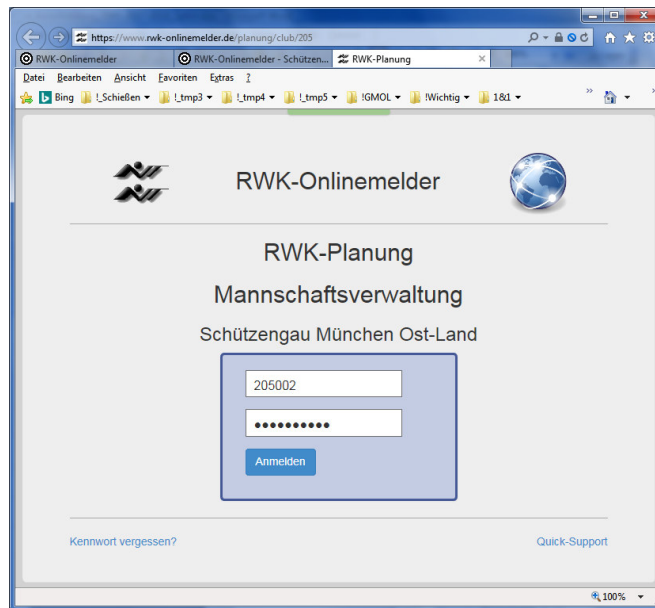 https://www.rwk-onlinemelder.de/planung/club/205
RWK-Onlinemelder
RWK-Onlinemelder - Schützen...
RWK-Planung
Datei Bearbeiten Ansicht Favoriten Extras ?
Bing !_Schießen !_tmp3 !_tmp4 !_tmp5 !GMOL !Wichtig 1&1
RWK-Onlinemelder
RWK-Planung
Mannschaftsverwaltung
Schützengau München Ost-Land
205002
Anmelden
Kennwort vergessen? Quick-Support
100%